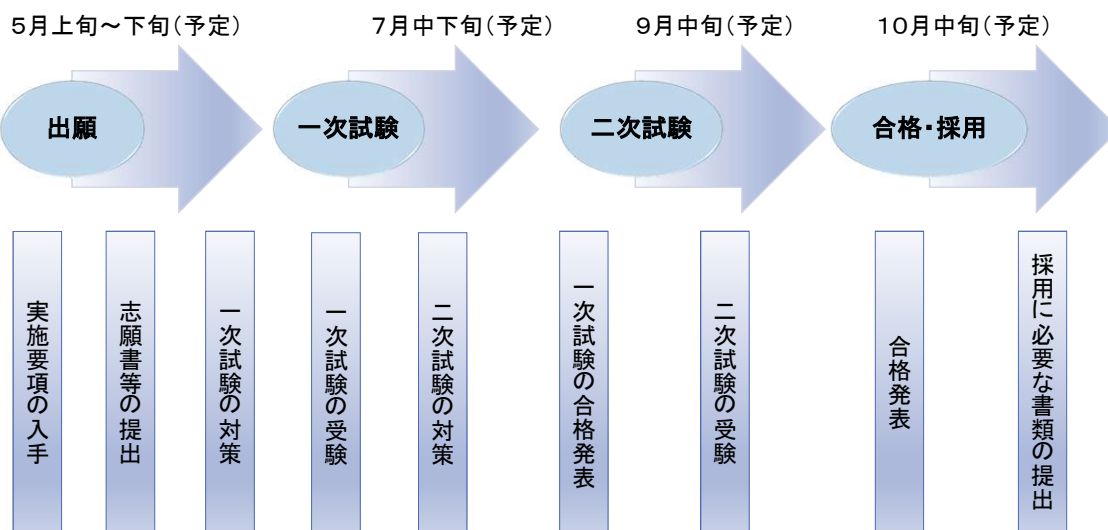 5月上旬～下旬(予定)
7月中下旬(予定)
9月中旬(予定)
10月中旬(予定)
出願
一次試験
二次試験
合格・採用
実施要項の入手
志願書等の提出
一次試験の対策
一次試験の受験
二次試験の対策
一次試験の合格発表
二次試験の受験
合格発表
採用に必要な書類の提出